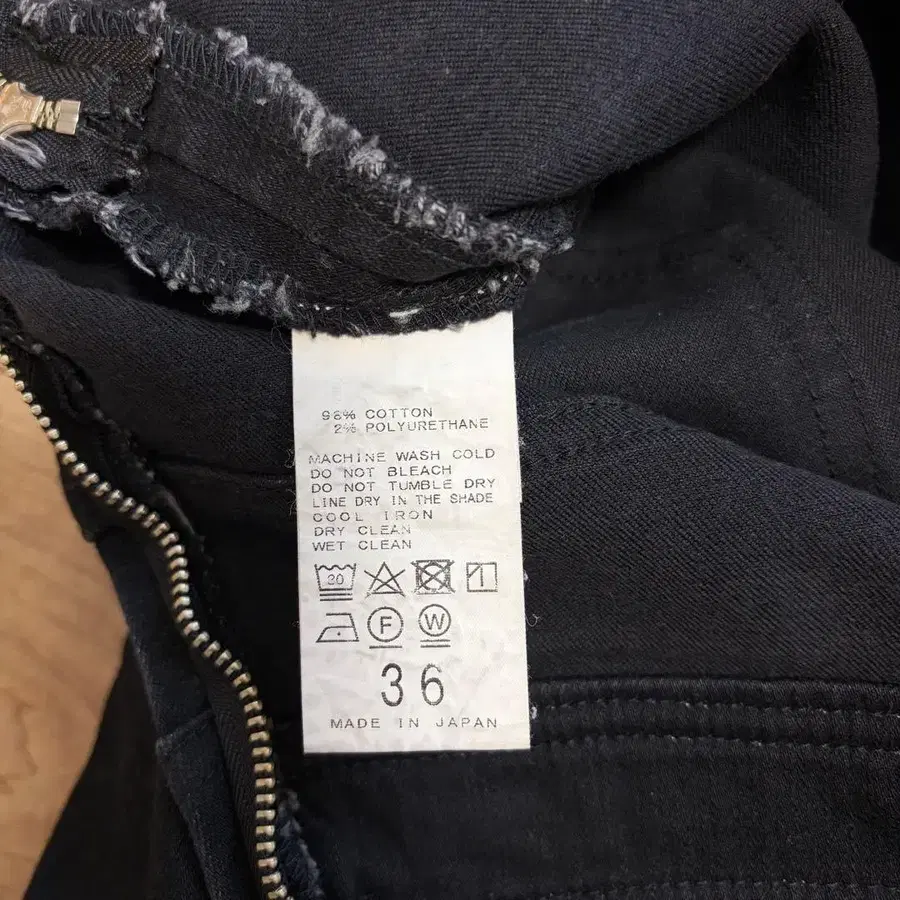 98% COTTON
2% POLYURETHANE
MACHINE WASH COLD
DO NOT BLEACH
DO NOT TUMBLE DRY
LINE DRY IN THE SHADE
COOL IRON
DRY CLEAN
WET CLEAN
30
F W
36
MADE IN JAPAN